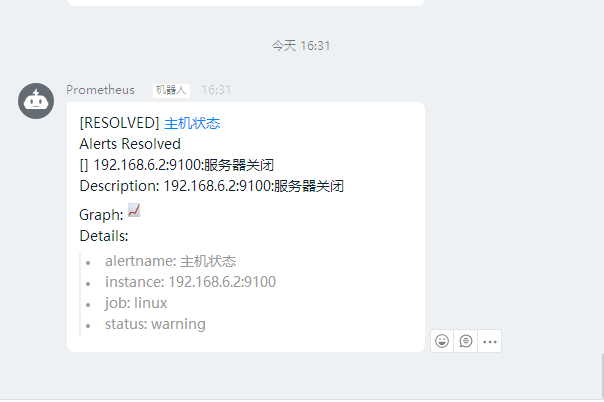 今天 16:31
Prometheus 机器人 16:31
[RESOLVED] 主机状态
Alerts Resolved
[] 192.168.6.2:9100:服务器关闭
Description: 192.168.6.2:9100:服务器关闭
Graph:
Details:
• alertname: 主机状态
• instance: 192.168.6.2:9100
• job: linux
• status: warning